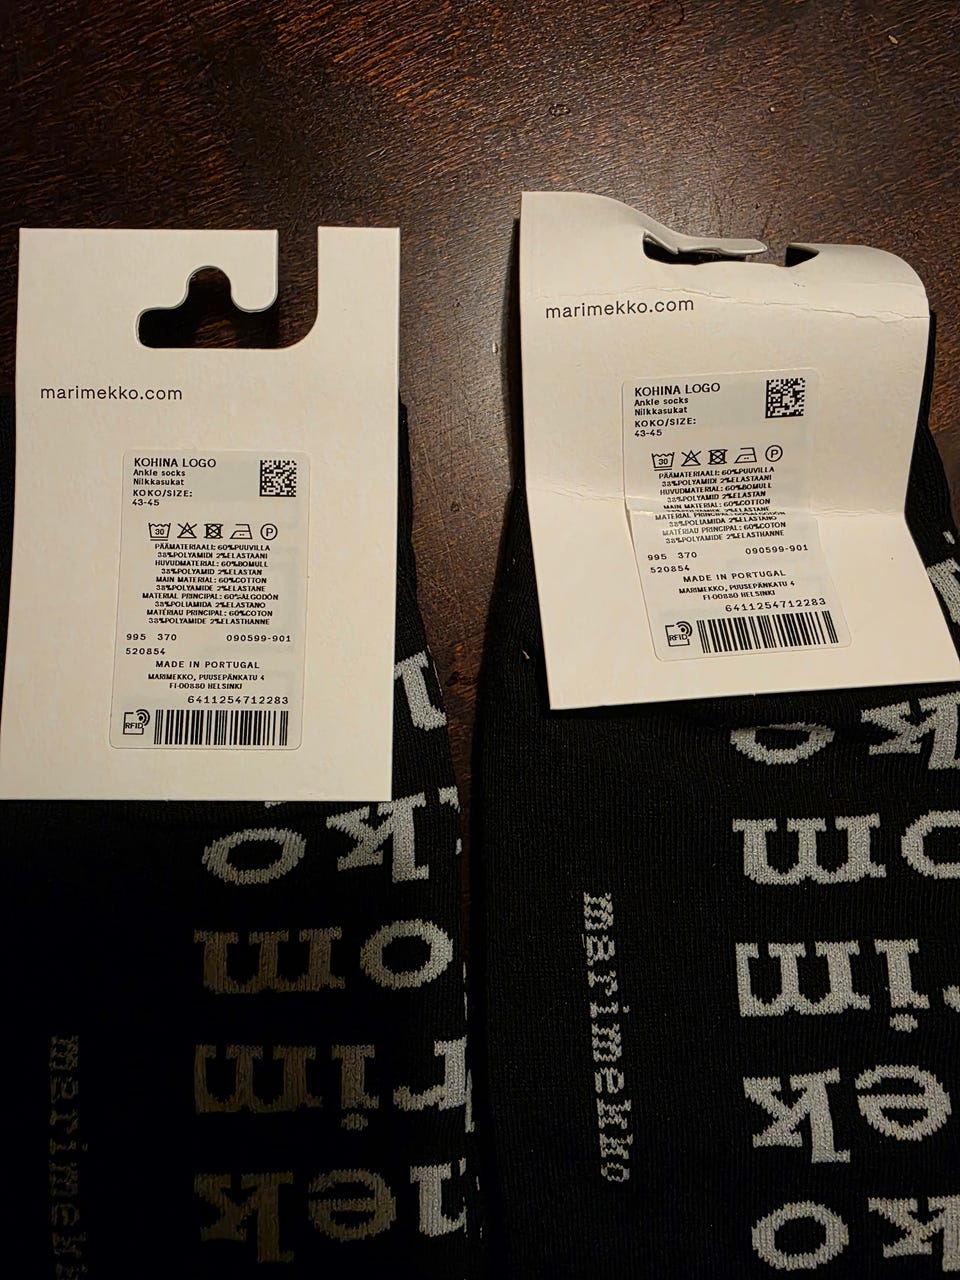 marimekko.com
KOHINA LOGO
Ankle socks
Nilkkasukat
KOKO/SIZE:
43-45
30
P
PÄÄMATERIAALI: 60%PUUVILLA
38%POLYAMIDI 2%ELASTAANI
HUVUDMATERIAL: 60%BOMULL
38%POLYAMID 2%ELASTAN
MAIN MATERIAL: 60%COTTON
38%POLYAMIDE 2%ELASTANE
MATERIAL PRINCIPAL: 60%ALGODÓN
38%POLIAMIDA 2%ELASTANO
MATÉRIAU PRINCIPAL: 60%COTON
38%POLYAMIDE 2%ELASTHANNE
995 370 090599-901
520854
MADE IN PORTUGAL
MARIMEKKO, PUUSEPÄNKATU 4
FI-00880 HELSINKI
6411254712283
RFID
marimekko.com
KOHINA LOGO
Ankle socks
Nilkkasukat
KOKO/SIZE:
43-45
30
P
PÄÄMATERIAALI: 60%PUUVILLA
38%POLYAMIDI 2%ELASTAANI
HUVUDMATERIAL: 60%BOMULL
38%POLYAMID 2%ELASTAN
MAIN MATERIAL: 60%COTTON
38%POLYAMIDE 2%ELASTANE
MATERIAL PRINCIPAL: 60%ALGODÓN
38%POLIAMIDA 2%ELASTANO
MATÉRIAU PRINCIPAL: 60%COTON
38%POLYAMIDE 2%ELASTHANNE
995 370 090599-901
520854
MADE IN PORTUGAL
MARIMEKKO, PUUSEPÄNKATU 4
FI-00880 HELSINKI
6411254712283
RFID
marimekko
marimekko